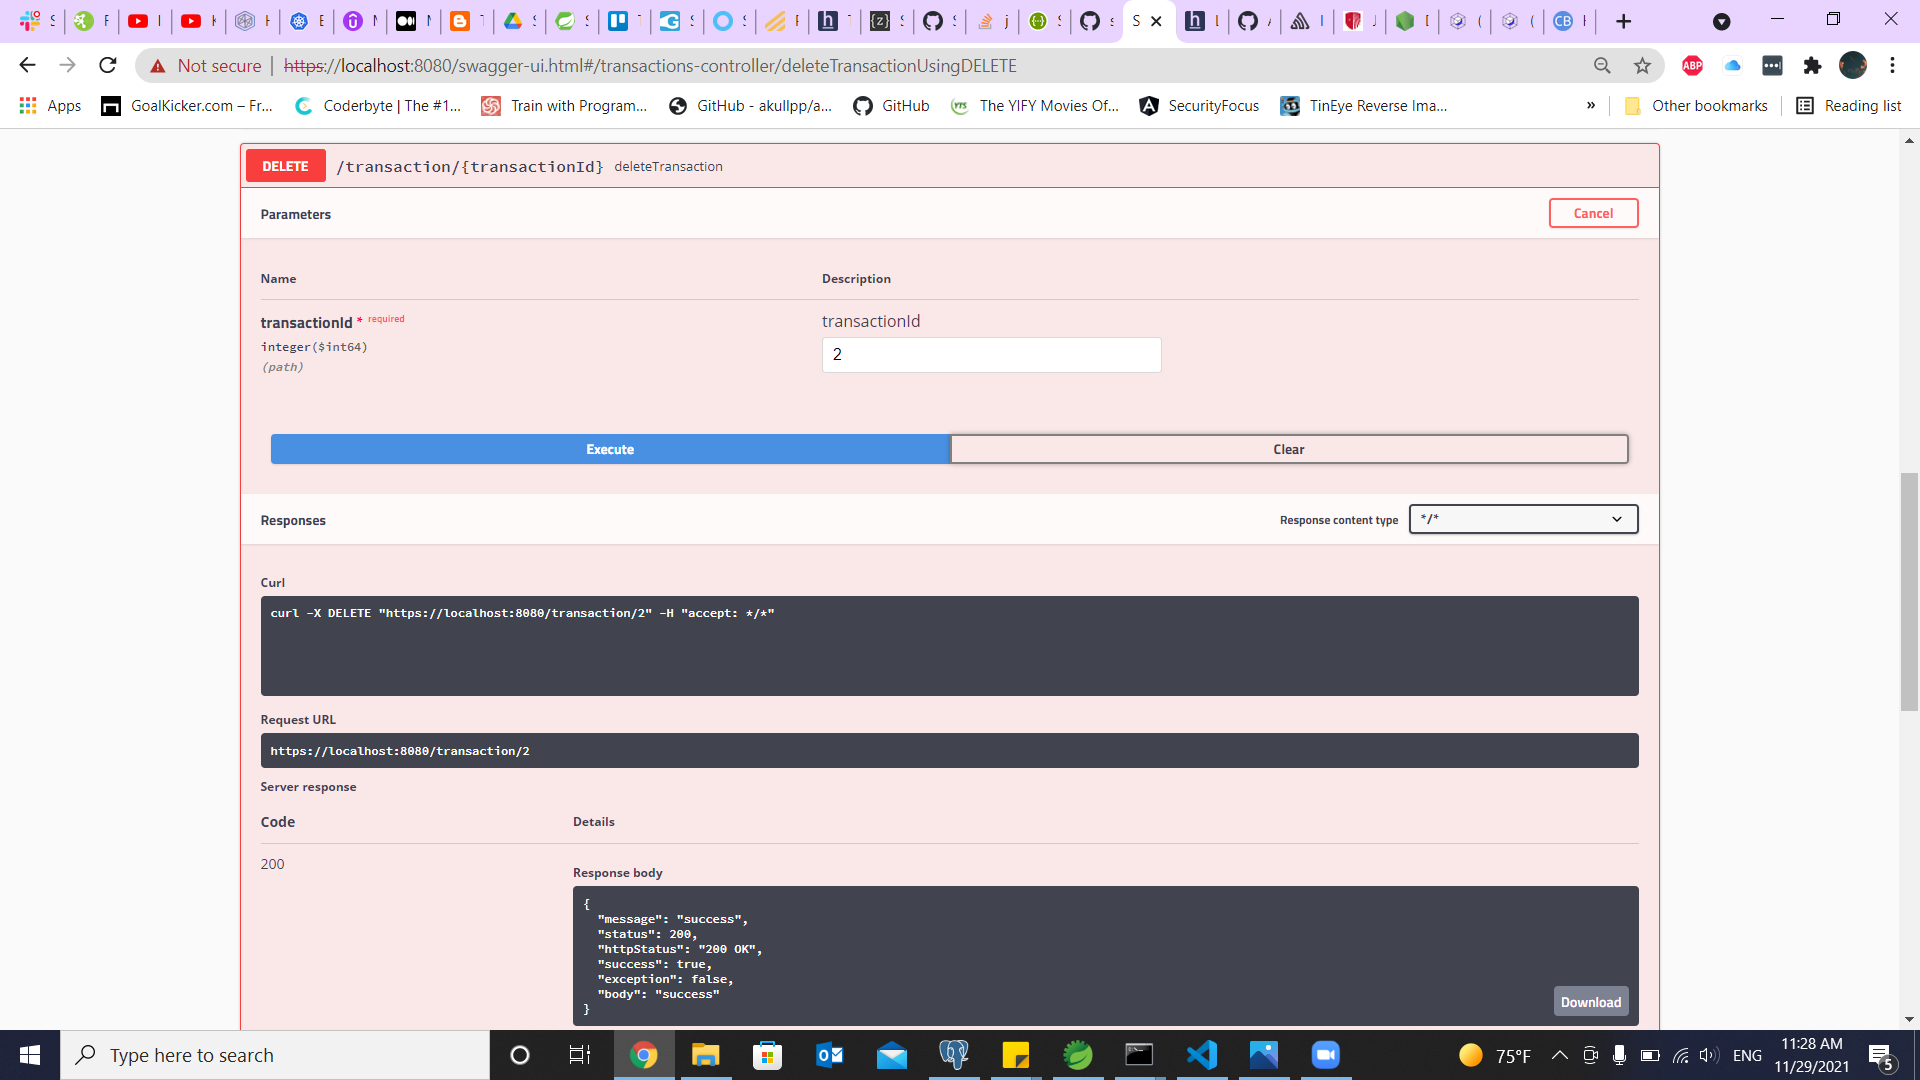 Not secure | https://localhost:8080/swagger-ui.html#/transactions-controller/deleteTransactionUsingDELETE
ABP
Apps
GoalKicker.com – Fr...
Coderbyte | The #1...
Train with Program...
GitHub - akullpp/a...
GitHub
The YIFY Movies Of...
SecurityFocus
TinEye Reverse Ima...
»
Other bookmarks
Reading list
DELETE /transaction/{transactionId} deleteTransaction
Parameters
Cancel
Name
Description
transactionId * required
transactionId
integer($int64)
2
(path)
Execute
Clear
Responses
Response content type
*/*
Curl
curl -X DELETE "https://localhost:8080/transaction/2" -H "accept: */*"
Request URL
https://localhost:8080/transaction/2
Server response
Code
Details
200
Response body
{
"message": "success",
"status": 200,
"httpStatus": "200 OK",
"success": true,
"exception": false,
"body": "success"
}
Download
Type here to search
75°F
ENG
11:28 AM
11/29/2021
5